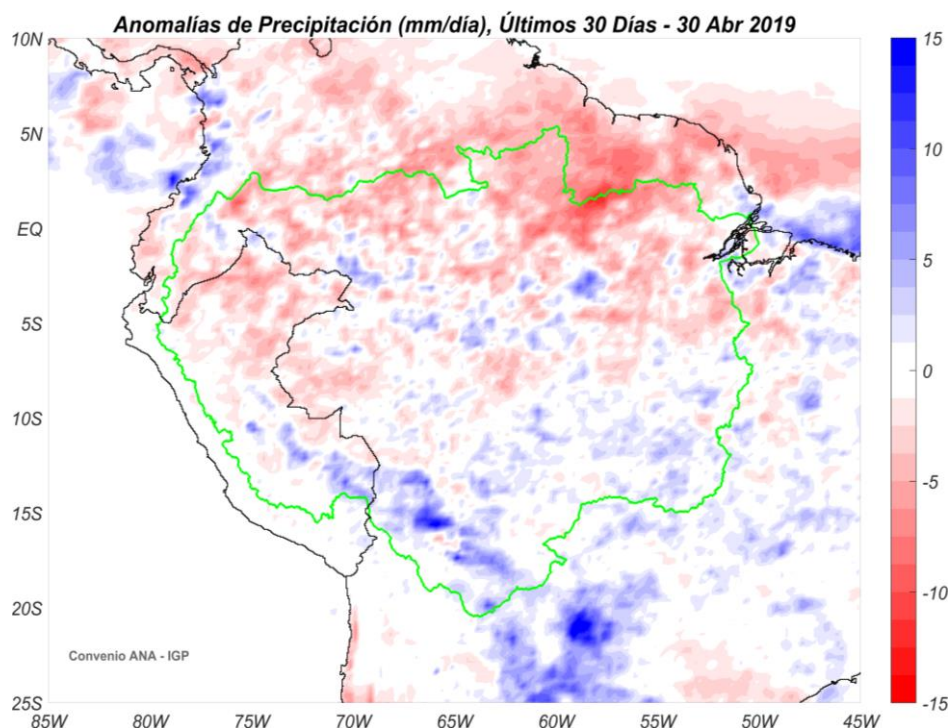 Anomalías de Precipitación (mm/día), Últimos 30 Días - 30 Abr 2019
10N
5N
EQ
5S
10S
15S
20S
25S
Convenio ANA - IGP
85W 80W 75W 70W 65W 60W 55W 50W 45W
15
10
5
0
-5
-10
-15